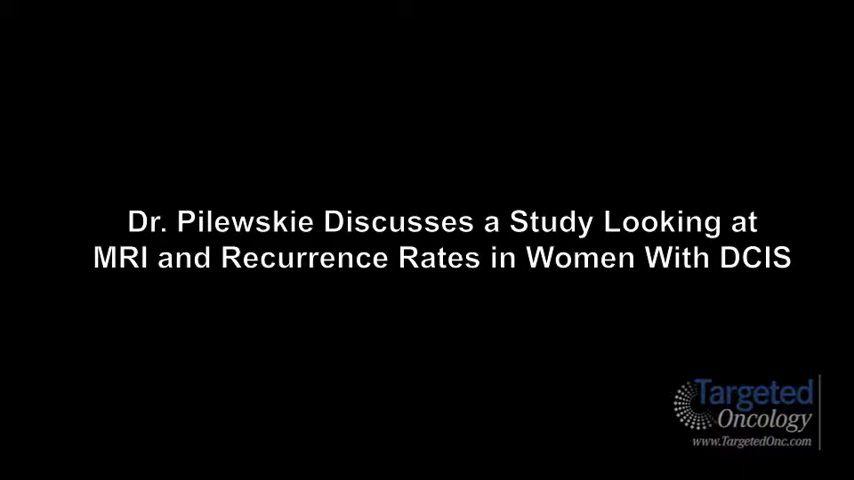 Dr. Pilewskie Discusses a Study Looking at
MRI and Recurrence Rates in Women With DCIS
Targeted
Oncology
www.TargetedOnc.com